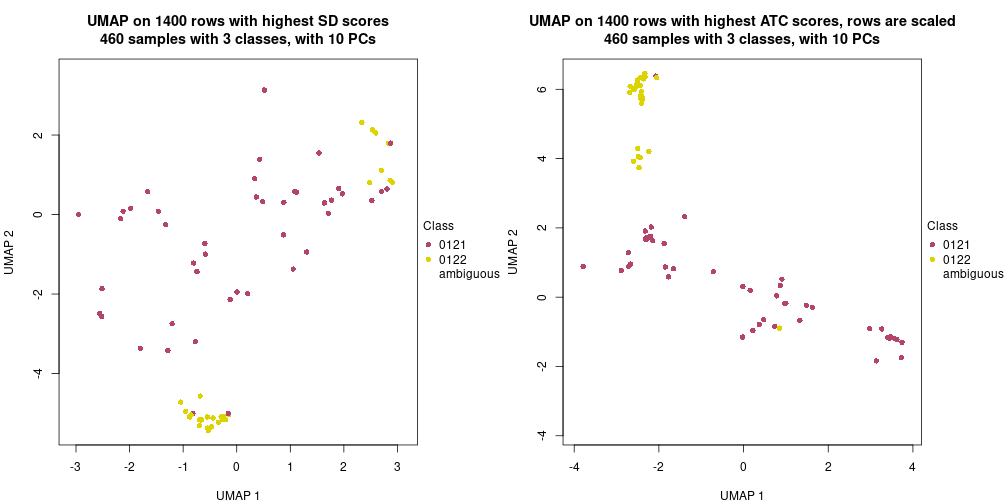 UMAP on 1400 rows with highest SD scores
460 samples with 3 classes, with 10 PCs
2
0
-2
-4
UMAP 2
-3
-2
-1
0
1
2
3
UMAP 1
Class
0121
0122
ambiguous
UMAP on 1400 rows with highest ATC scores, rows are scaled
460 samples with 3 classes, with 10 PCs
6
4
2
0
-2
-4
UMAP 2
-4
-2
0
2
4
UMAP 1
Class
0121
0122
ambiguous